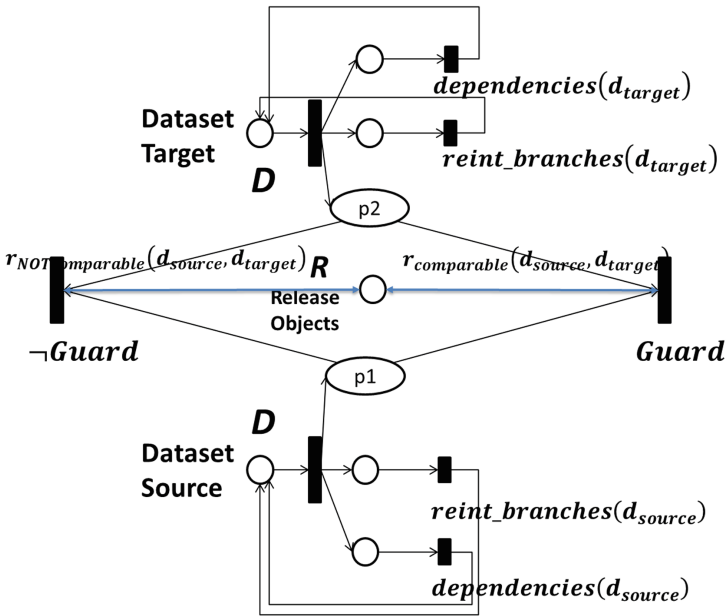 dependencies(d_target)
Dataset
Target
reint_branches(d_target)
D
p2
r_NOTcomparable(d_source, d_target)
R
r_comparable(d_source, d_target)
Release
Objects
¬Guard
Guard
p1
D
Dataset
Source
reint_branches(d_source)
dependencies(d_source)